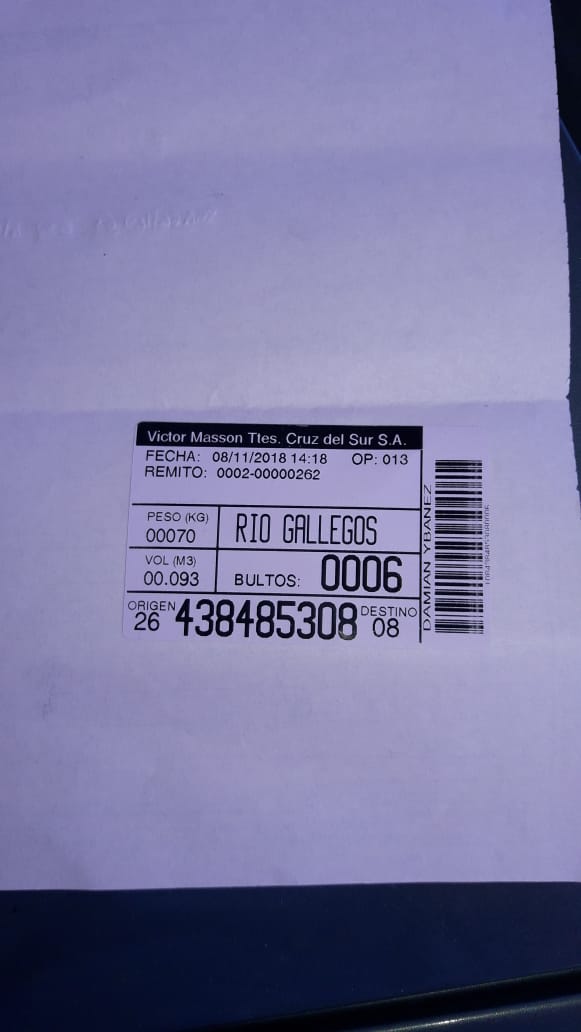 Victor Masson Ttes. Cruz del Sur S.A.
FECHA: 08/11/2018 14:18 OP: 013
REMITO: 0002-00000262
PESO (KG)
00070
RIO GALLEGOS
VOL (M3)
00.093
BULTOS: 0006
ORIGEN
26
438485308
DESTINO
08
DAMIAN YBANEZ